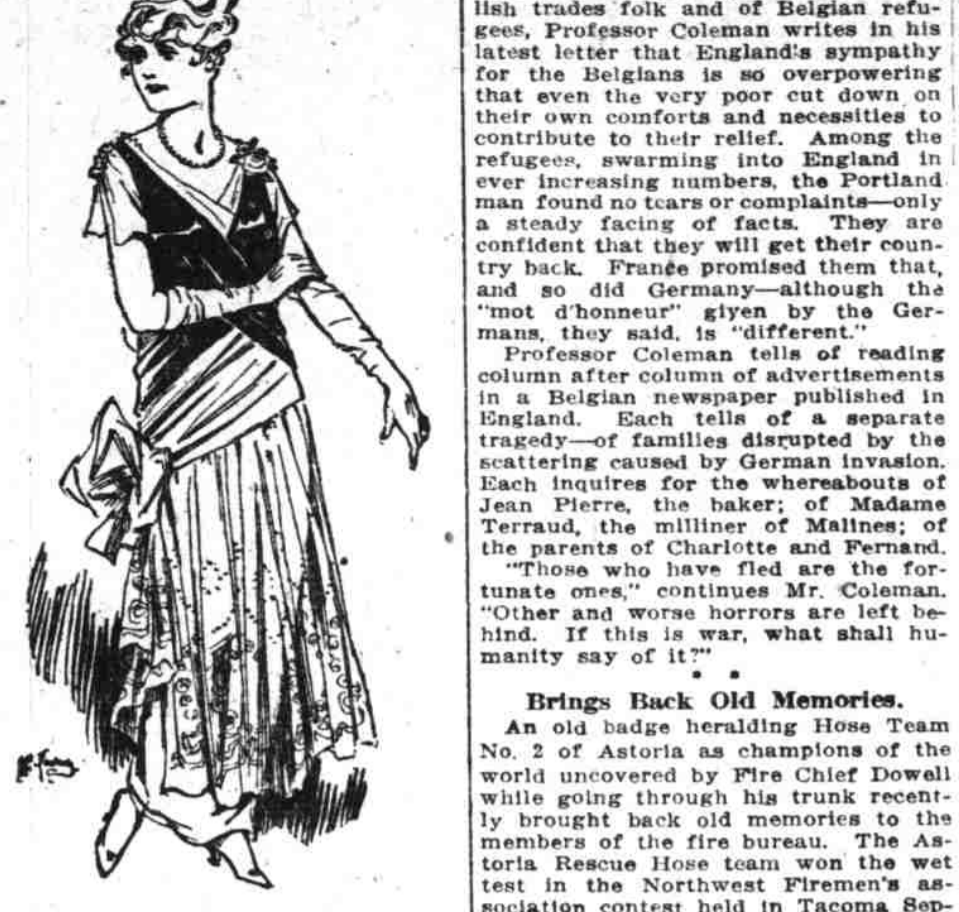 lish trades folk and of Belgian refu-
gees, Professor Coleman writes in his
latest letter that England's sympathy
for the Belgians is so overpowering
that even the very poor cut down on
their own comforts and necessities to
contribute to their relief. Among the
refugees, swarming into England in
ever increasing numbers, the Portland
man found no tears or complaints—only
a steady facing of facts. They are
confident that they will get their coun-
try back. France promised them that,
and so did Germany—although the
"mot d'honneur" given by the Ger-
mans, they said, is "different."
Professor Coleman tells of reading
column after column of advertisements
in a Belgian newspaper published in
England. Each tells of a separate
tragedy—of families disrupted by the
scattering caused by German invasion.
Each inquires for the whereabouts of
Jean Pierre, the baker; of Madame
Terraud, the milliner of Malines; of
the parents of Charlotte and Fernand.
"Those who have fled are the for-
tunate ones," continues Mr. Coleman.
"Other and worse horrors are left be-
hind. If this is war, what shall hu-
manity say of it?"
Brings Back Old Memories.
An old badge heralding Hose Team
No. 2 of Astoria as champions of the
world uncovered by Fire Chief Dowell
while going through his trunk recent-
ly brought back old memories to the
members of the fire bureau. The As-
toria Rescue Hose team won the wet
test in the Northwest Firemen's as-
sociation contest held in Tacoma Sep-